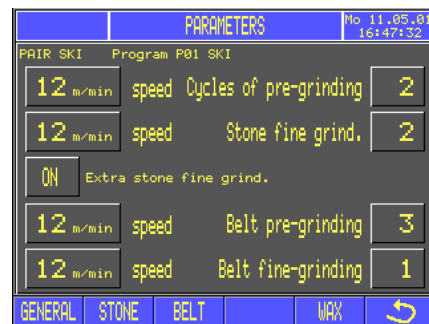 PARAMETERS Mo 11.05.01
16:47:32
PAIR SKI Program P01 SKI
12 m/min speed Cycles of pre-grinding 2
12 m/min speed Stone fine grind. 2
ON Extra stone fine grind.
12 m/min speed Belt pre-grinding 3
12 m/min speed Belt fine-grinding 1
GENERAL STONE BELT WAX